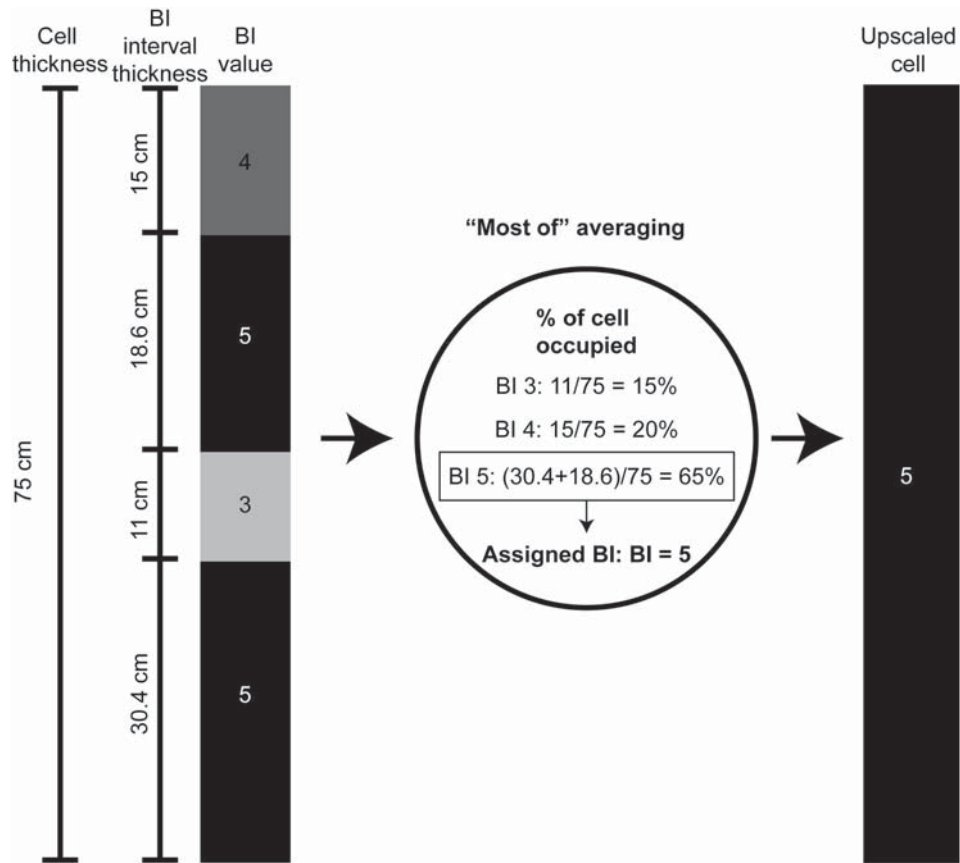 Cell
thickness
BI
interval
thickness
BI
value
Upscaled
cell
75 cm
15 cm
18.6 cm
11 cm
30.4 cm
4
5
3
5
“Most of” averaging
% of cell
occupied
BI 3: 11/75 = 15%
BI 4: 15/75 = 20%
BI 5: (30.4+18.6)/75 = 65%
Assigned BI: BI = 5
5